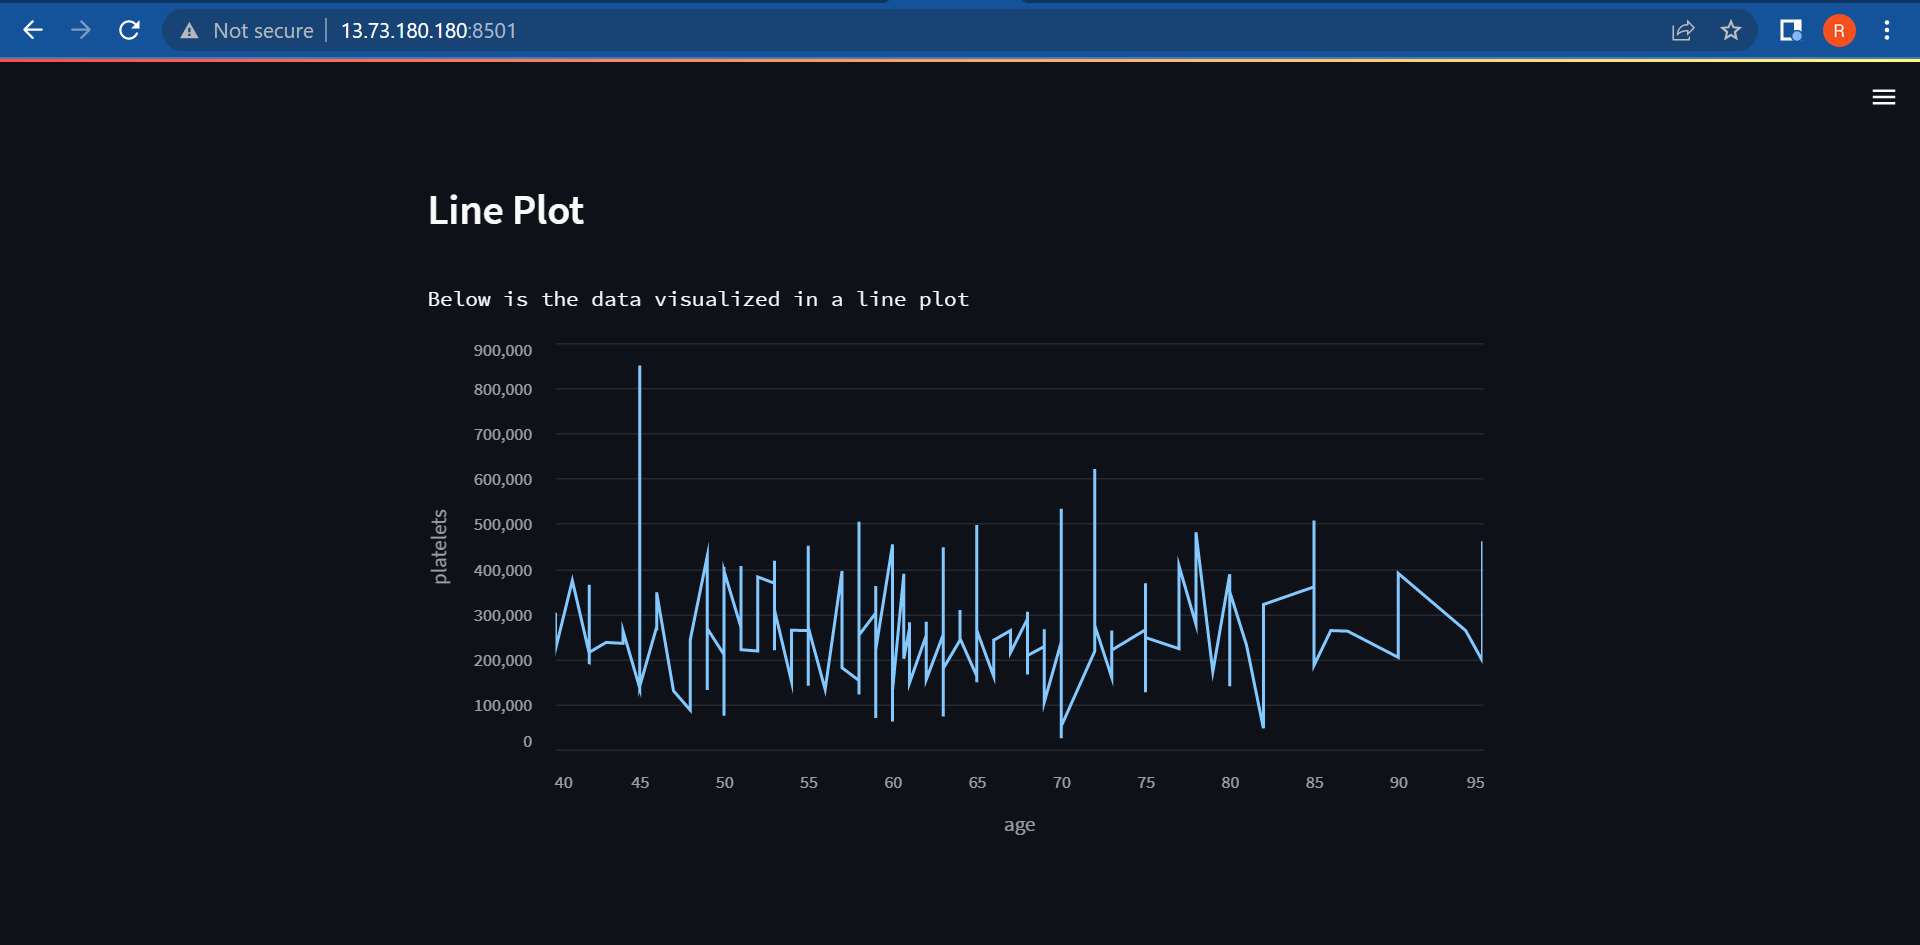 Not secure
13.73.180.180:8501
R
Line Plot
Below is the data visualized in a line plot
900,000
800,000
700,000
600,000
500,000
400,000
300,000
200,000
100,000
0
platelets
40 45 50 55 60 65 70 75 80 85 90 95
age